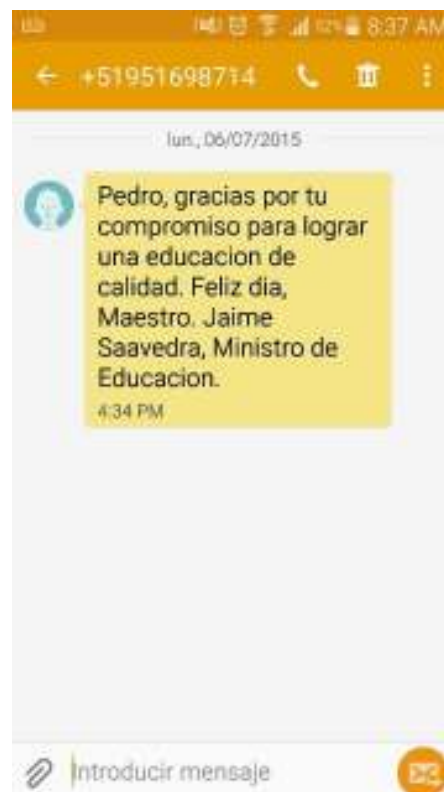 8:37 AM
+51951698714
lun., 06/07/2015
Pedro, gracias por tu
compromiso para lograr
una educacion de
calidad. Feliz dia,
Maestro. Jaime
Saavedra, Ministro de
Educacion.
4:34 PM
Introducir mensaje